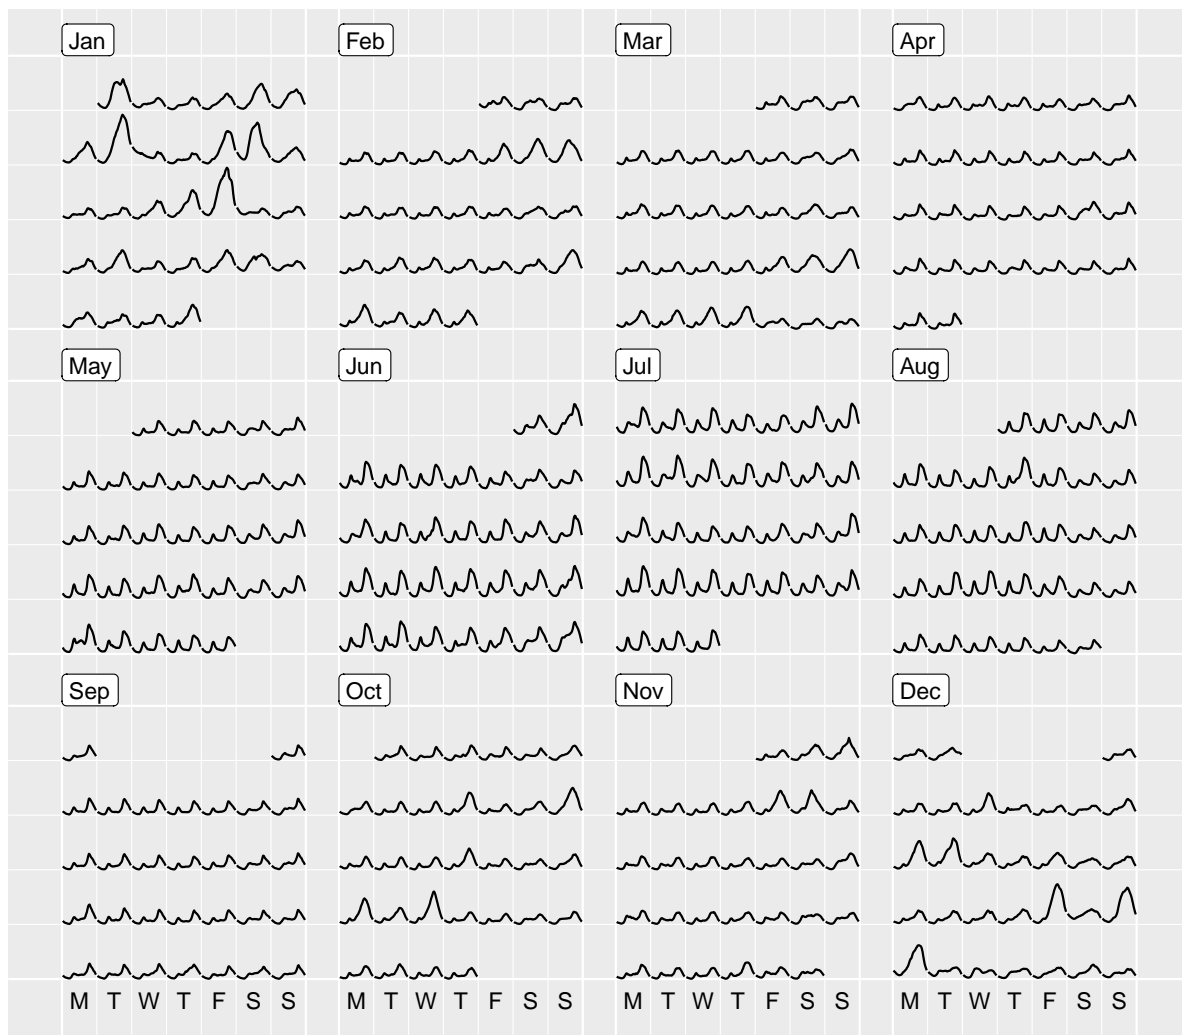 Jan Feb Mar Apr
May Jun Jul Aug
Sep Oct Nov Dec
M T W T F S S M T W T F S S M T W T F S S M T W T F S S